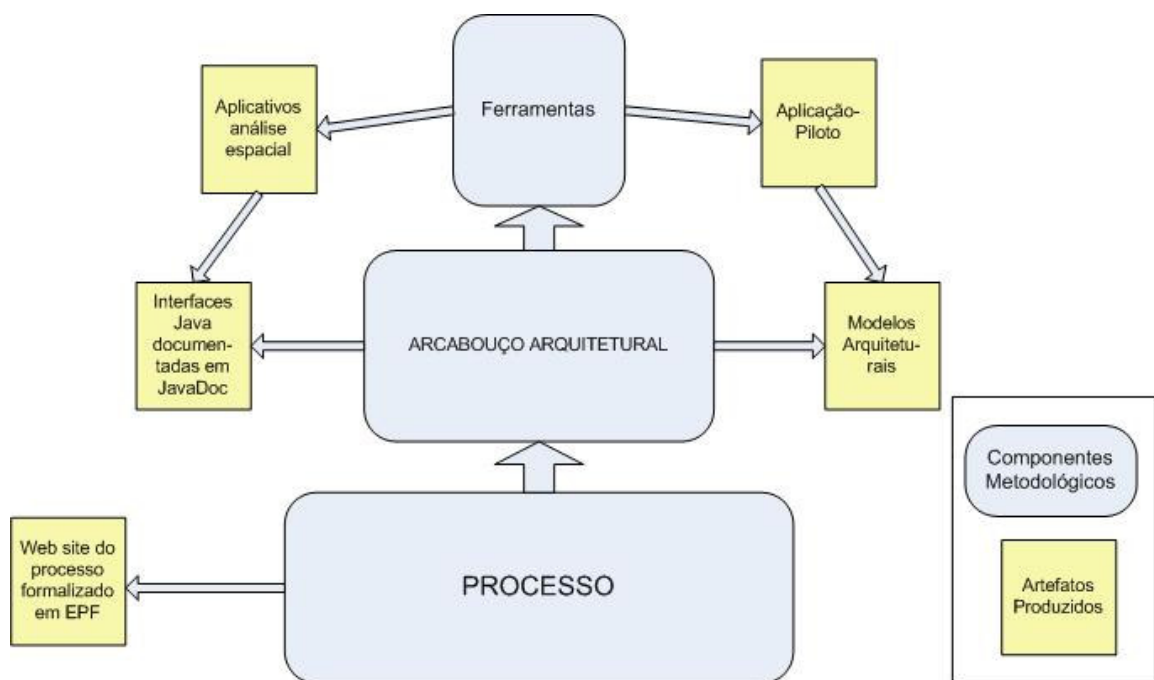 Ferramentas
Aplicativos
análise
espacial
Aplicação-
Piloto
Interfaces
Java
documen-
tadas em
JavaDoc
ARCABOUÇO ARQUITETURAL
Modelos
Arquitetu-
rais
Componentes
Metodológicos
Web site do
processo
formalizado
em EPF
PROCESSO
Artefatos
Produzidos